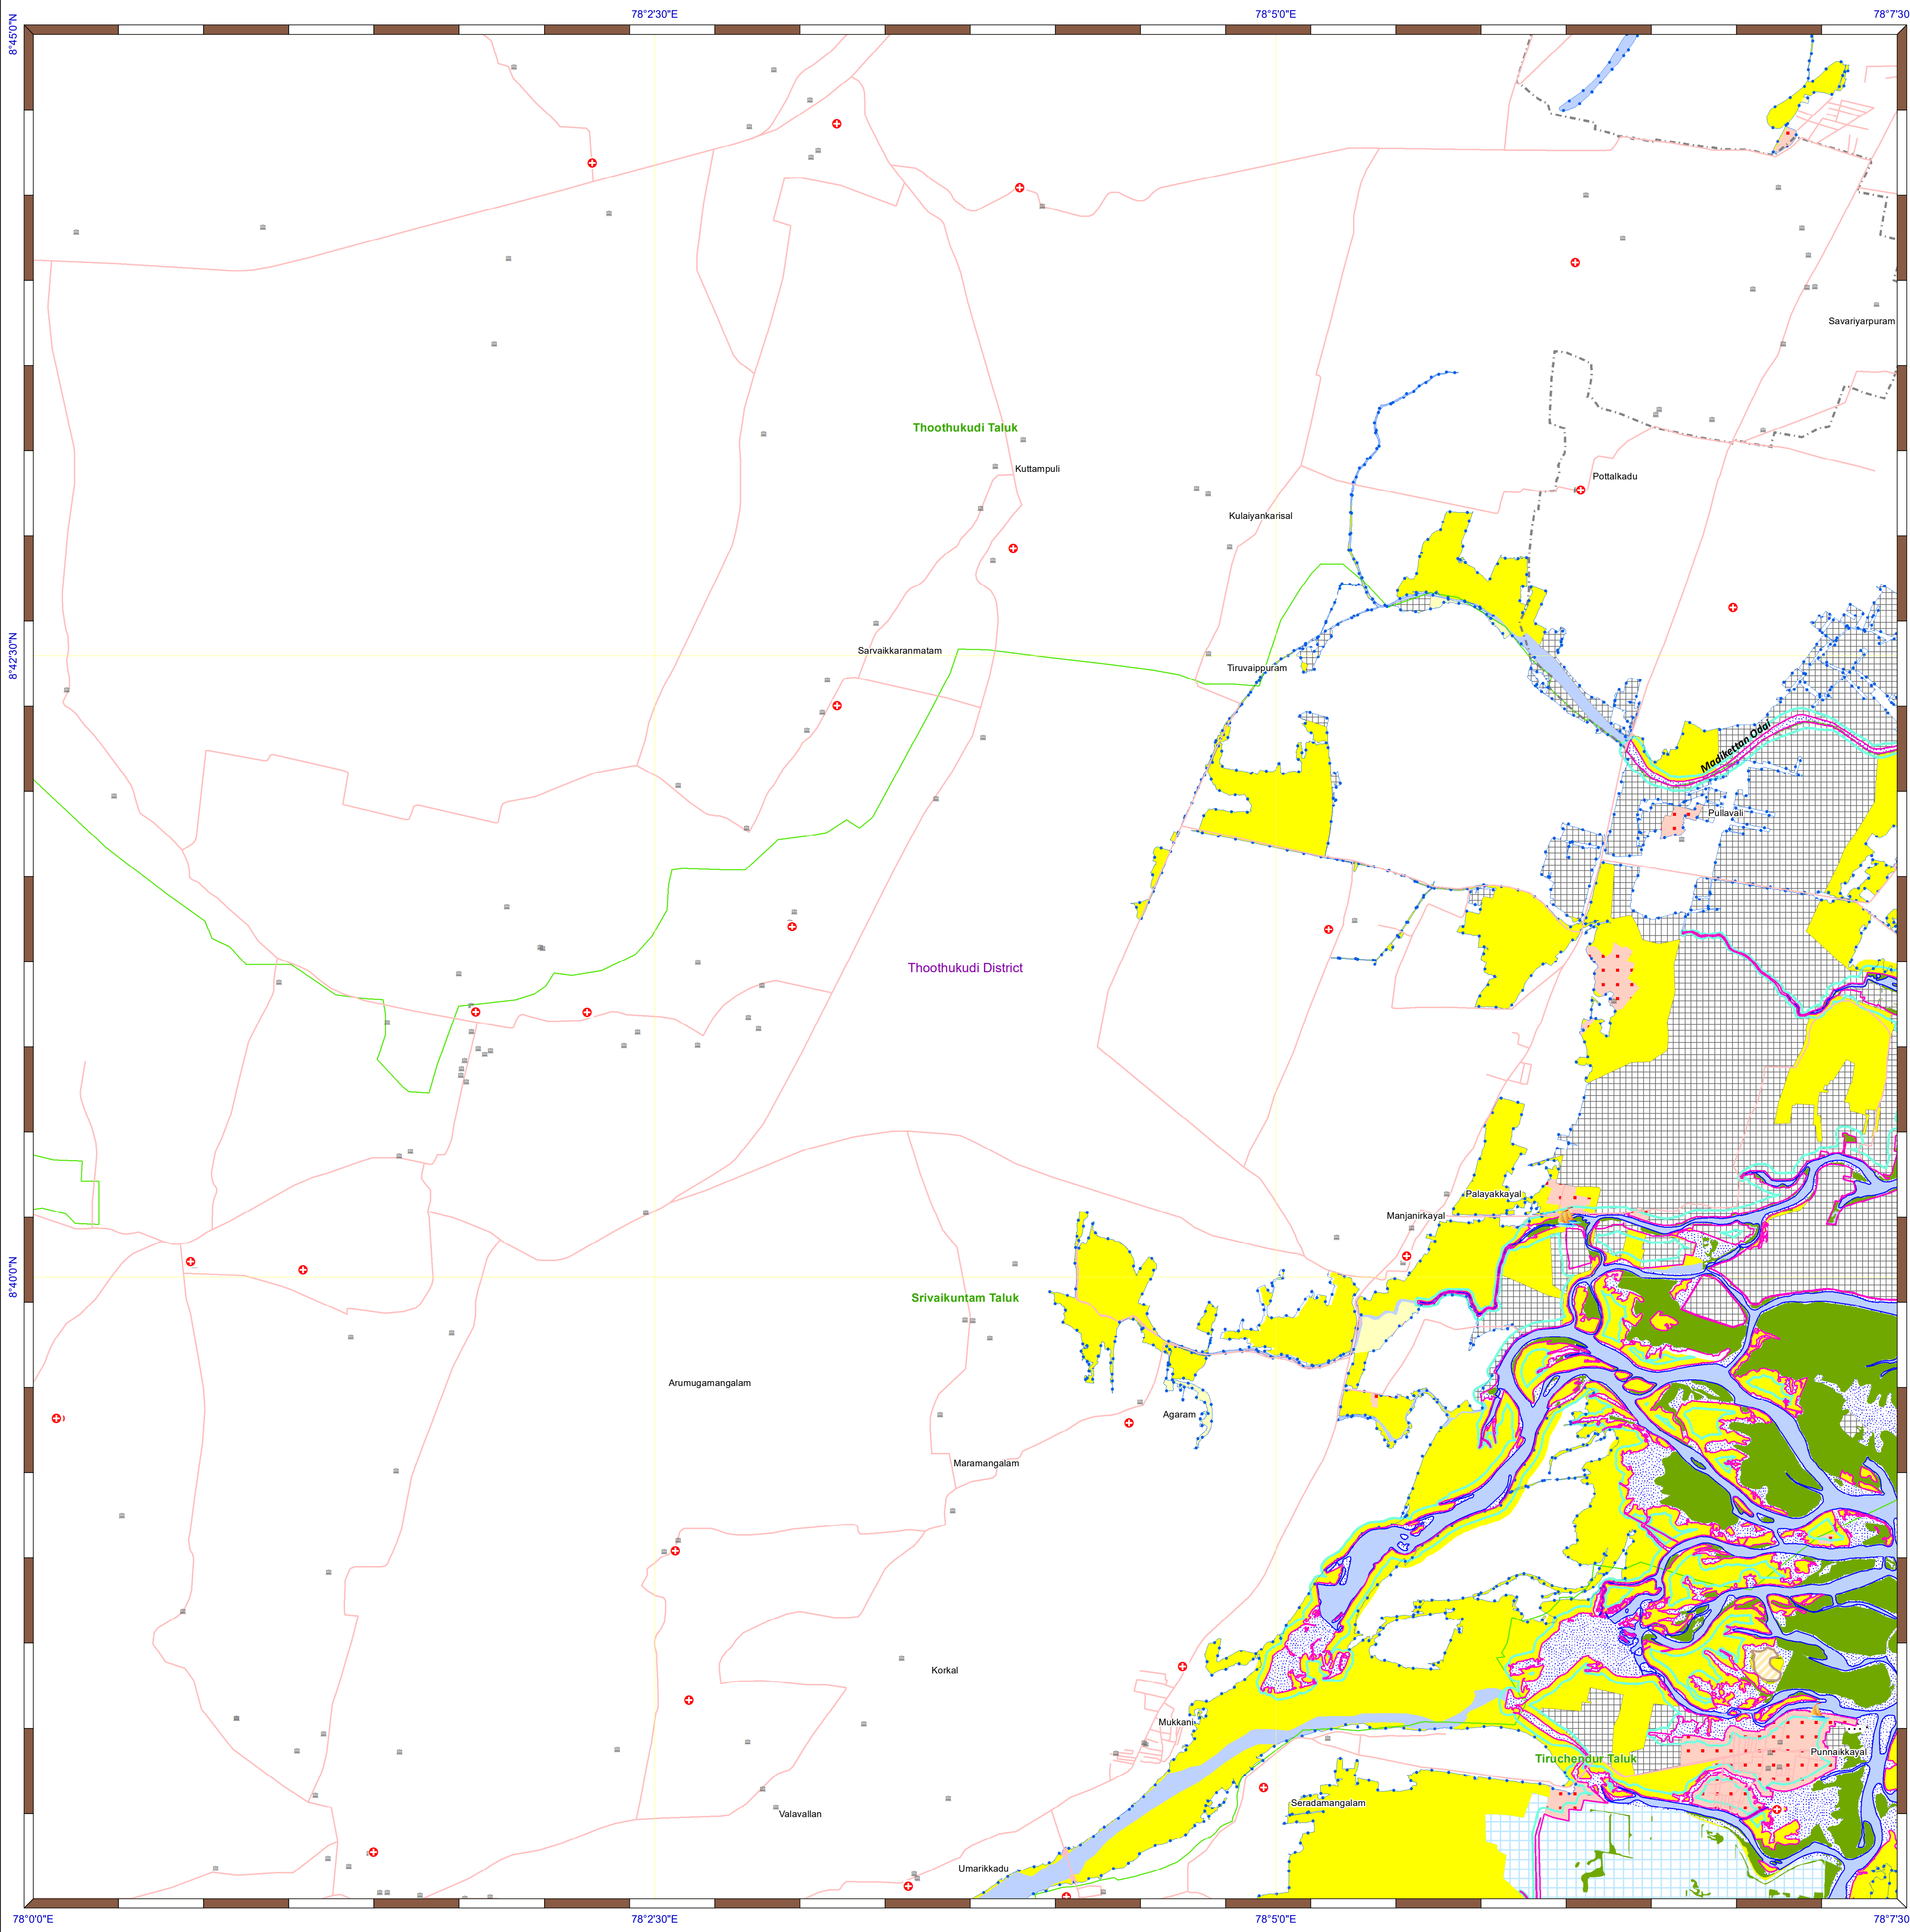 78°2'30"E
78°5'0"E
78°7'30
8°45'0"N
Savariyarpuram
Thoothukudi Taluk
Kuttampuli
Pottalkadu
Kulaiyankarisal
8°42'30"N
Sarvaikkaranmatam
Tiruvaippuram
Madikettan Odai
Pullavali
Thoothukudi District
Palayakkayal
Manjanirkayal
8°40'0"N
Srivaikuntam Taluk
Arumugamangalam
Agaram
Maramangalam
Korkal
Mukkani
Punnaikkayal
Tiruchendur Taluk
Seradamangalam
Valavallan
Umarikkadu
78°0'0"E
78°2'30"E
78°5'0"E
78°7'30